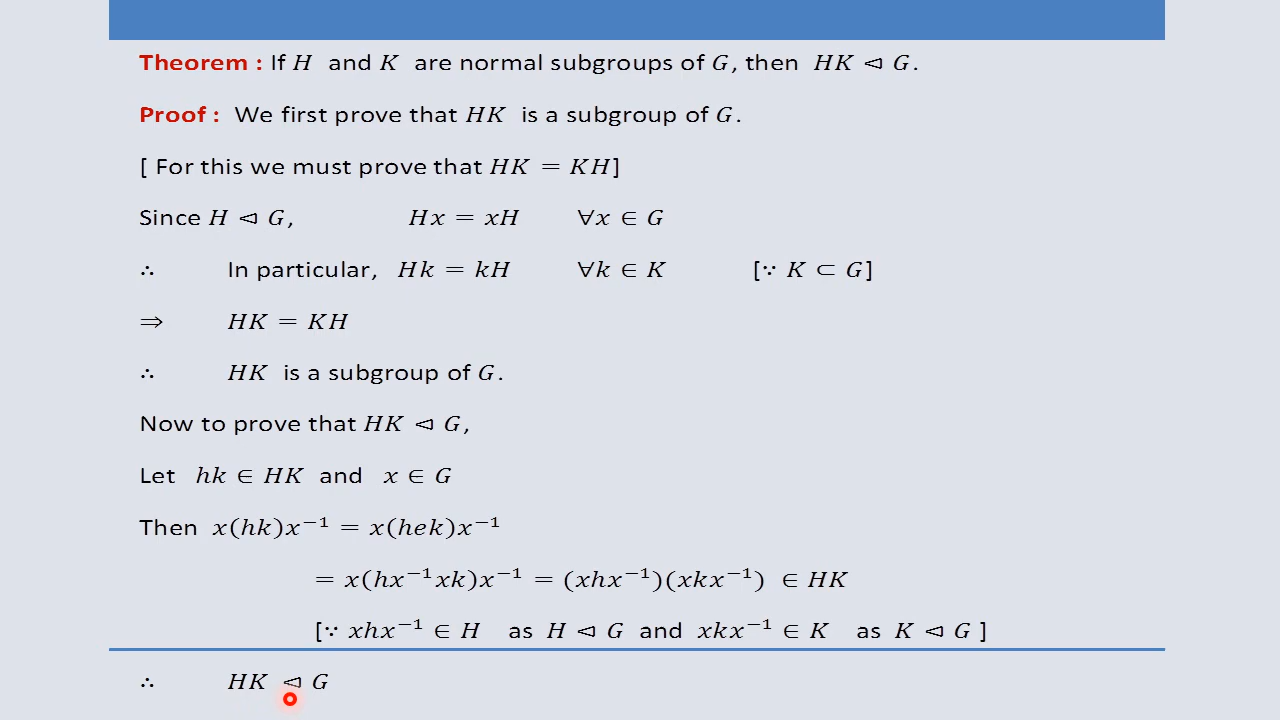 Theorem : If H and K are normal subgroups of G, then HK ⊲ G.
Proof : We first prove that HK is a subgroup of G.
[ For this we must prove that HK = KH]
Since H ⊲ G, Hx = xH ∀x ∈ G
∴ In particular, Hk = kH ∀k ∈ K [∵ K ⊂ G]
⇒ HK = KH
∴ HK is a subgroup of G.
Now to prove that HK ⊲ G,
Let hk ∈ HK and x ∈ G
Then x(hk)x⁻¹ = x(hek)x⁻¹
= x(hx⁻¹xk)x⁻¹ = (xhx⁻¹)(xkx⁻¹) ∈ HK
[∵ xhx⁻¹ ∈ H as H ⊲ G and xkx⁻¹ ∈ K as K ⊲ G ]
∴ HK ⊲ G